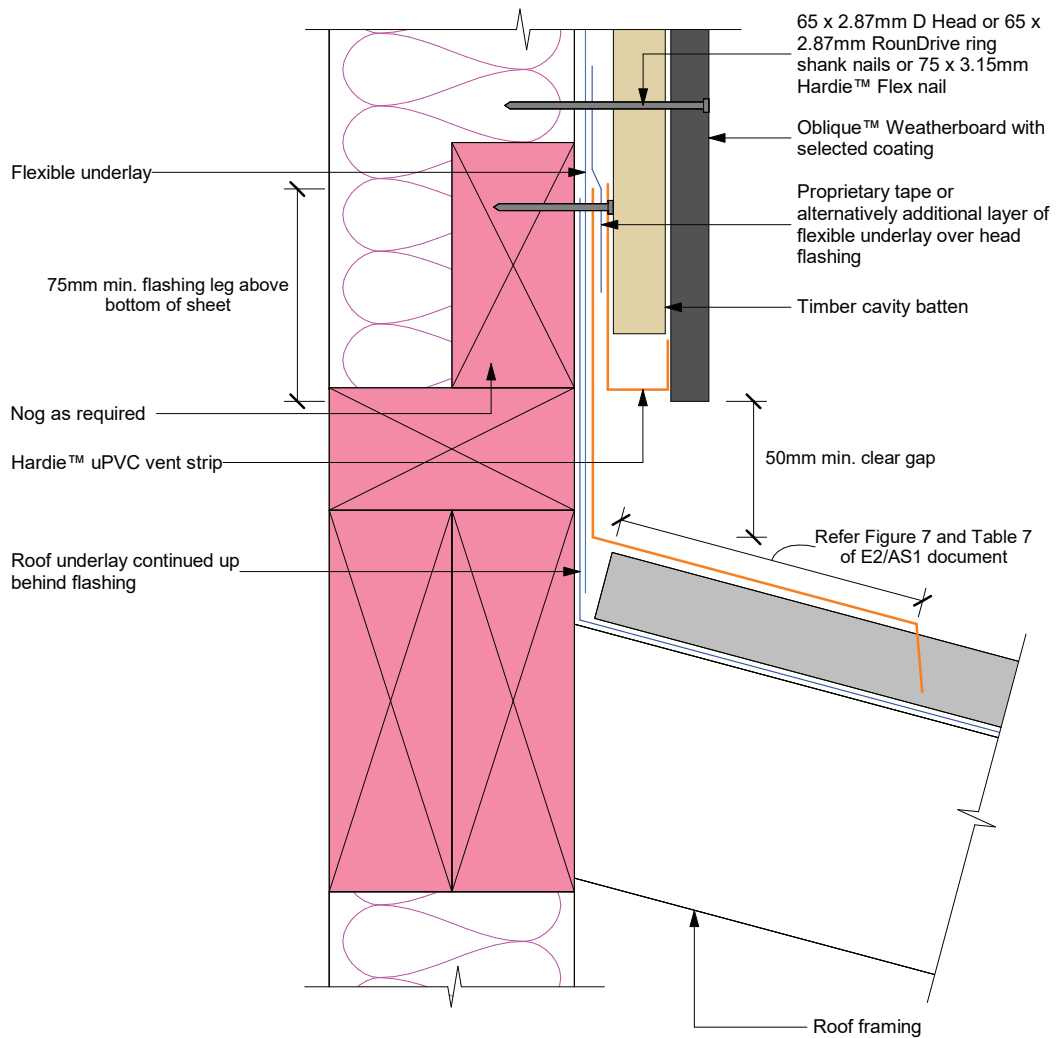 65 x 2.87mm D Head or 65 x
2.87mm RounDrive ring
shank nails or 75 x 3.15mm
Hardie™ Flex nail
Oblique™ Weatherboard with
selected coating
Flexible underlay
Proprietary tape or
alternatively additional layer of
flexible underlay over head
flashing
75mm min. flashing leg above
bottom of sheet
Timber cavity batten
Nog as required
Hardie™ uPVC vent strip
50mm min. clear gap
Refer Figure 7 and Table 7
of E2/AS1 document
Roof underlay continued up
behind flashing
Roof framing